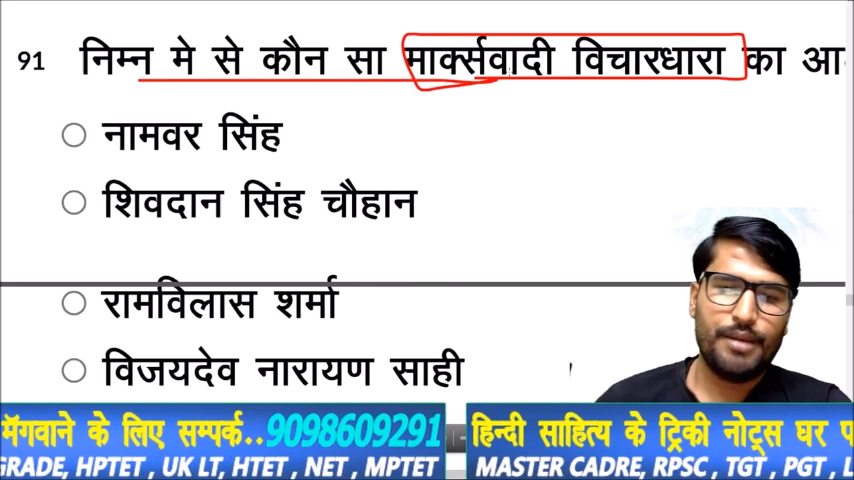 91 निम्न मे से कौन सा मार्क्सवादी विचारधारा का
नामवर सिंह
शिवदान सिंह चौहान
रामविलास शर्मा
विजयदेव नारायण साही
मँगवाने के लिए सम्पर्क..9098609291 हिन्दी साहित्य के ट्रिकी नोट्स घर
GRADE, HPTET , UK LT, HTET , NET , MPTET MASTER CADRE, RPSC , TGT , PGT ,